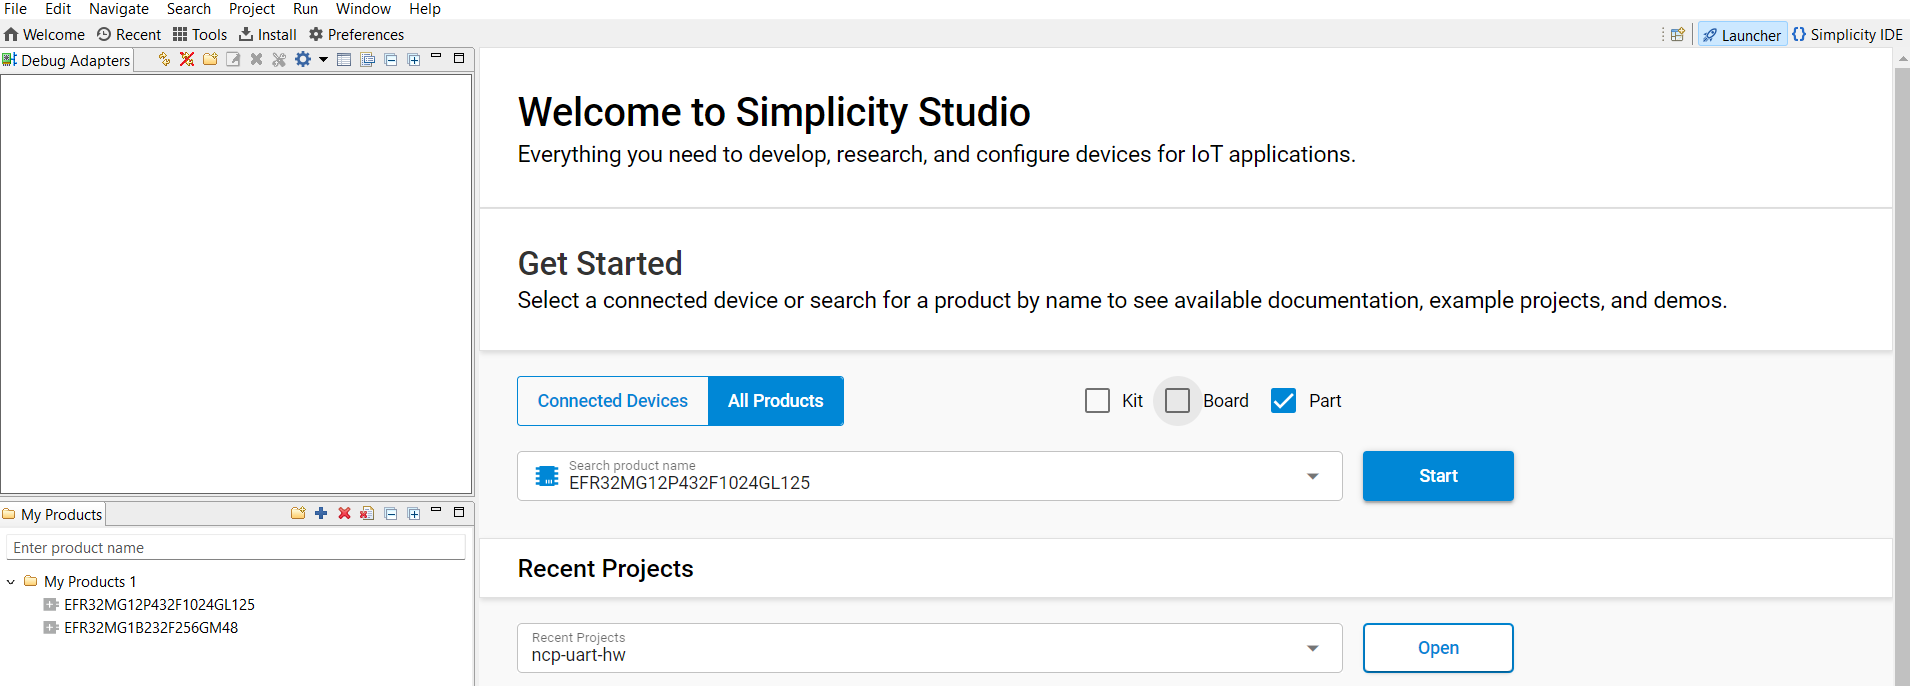 File Edit Navigate Search Project Run Window Help
Welcome Recent Tools Install Preferences
Launcher Simplicity IDE
Debug Adapters
Welcome to Simplicity Studio
Everything you need to develop, research, and configure devices for IoT applications.
Get Started
Select a connected device or search for a product by name to see available documentation, example projects, and demos.
Connected Devices All Products Kit Board Part
Search product name
EFR32MG12P432F1024GL125
Start
My Products
Enter product name
My Products 1
EFR32MG12P432F1024GL125
EFR32MG1B232F256GM48
Recent Projects
Recent Projects
ncp-uart-hw
Open